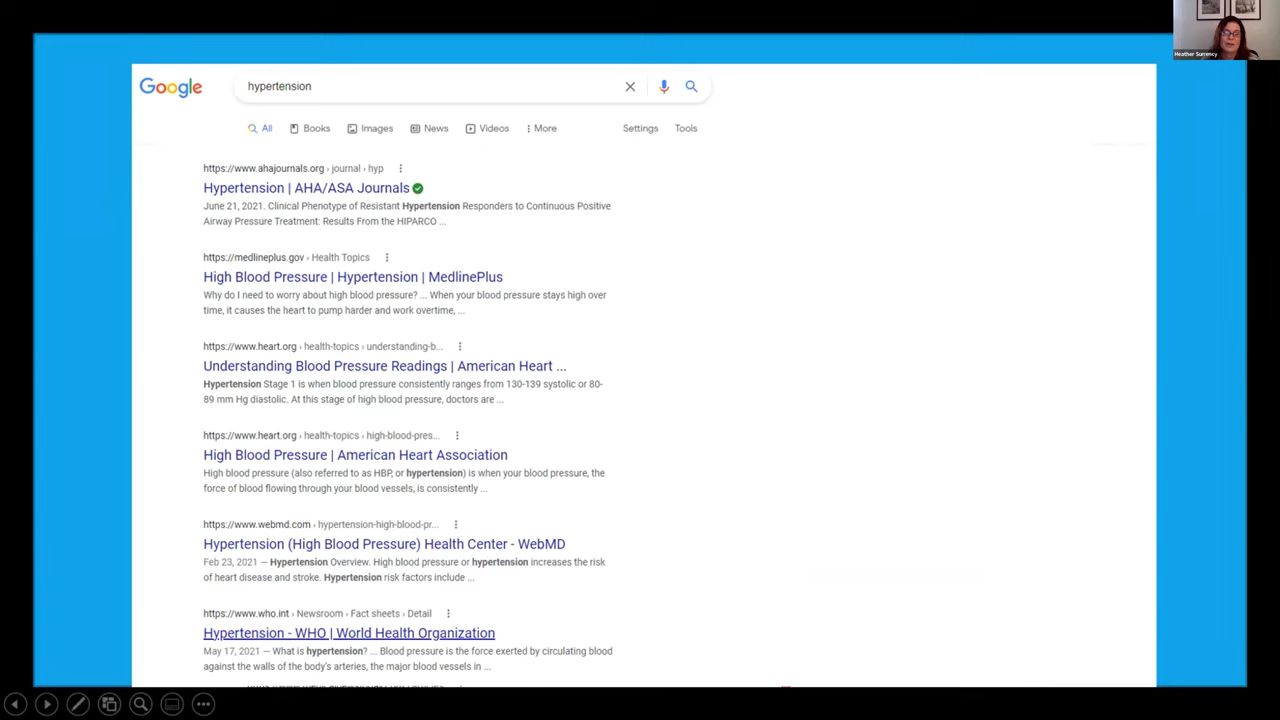 Heather Surrency
Google
hypertension
All
Books
Images
News
Videos
More
Settings
Tools
https://www.ahajournals.org › journal › hyp
Hypertension | AHA/ASA Journals
June 21, 2021. Clinical Phenotype of Resistant Hypertension Responders to Continuous Positive
Airway Pressure Treatment: Results From the HIPARCO ...
https://medlineplus.gov › Health Topics
High Blood Pressure | Hypertension | MedlinePlus
Why do I need to worry about high blood pressure? ... When your blood pressure stays high over
time, it causes the heart to pump harder and work overtime, ...
https://www.heart.org › health-topics › understanding-b...
Understanding Blood Pressure Readings | American Heart ...
Hypertension Stage 1 is when blood pressure consistently ranges from 130-139 systolic or 80-
89 mm Hg diastolic. At this stage of high blood pressure, doctors are ...
https://www.heart.org › health-topics › high-blood-pres...
High Blood Pressure | American Heart Association
High blood pressure (also referred to as HBP, or hypertension) is when your blood pressure, the
force of blood flowing through your blood vessels, is consistently ...
https://www.webmd.com › hypertension-high-blood-pr...
Hypertension (High Blood Pressure) Health Center - WebMD
Feb 23, 2021 — Hypertension Overview. High blood pressure or hypertension increases the risk
of heart disease and stroke. Hypertension risk factors include ...
https://www.who.int › Newsroom › Fact sheets › Detail
Hypertension - WHO | World Health Organization
May 17, 2021 — What is hypertension? ... Blood pressure is the force exerted by circulating blood
against the walls of the body's arteries, the major blood vessels in ...